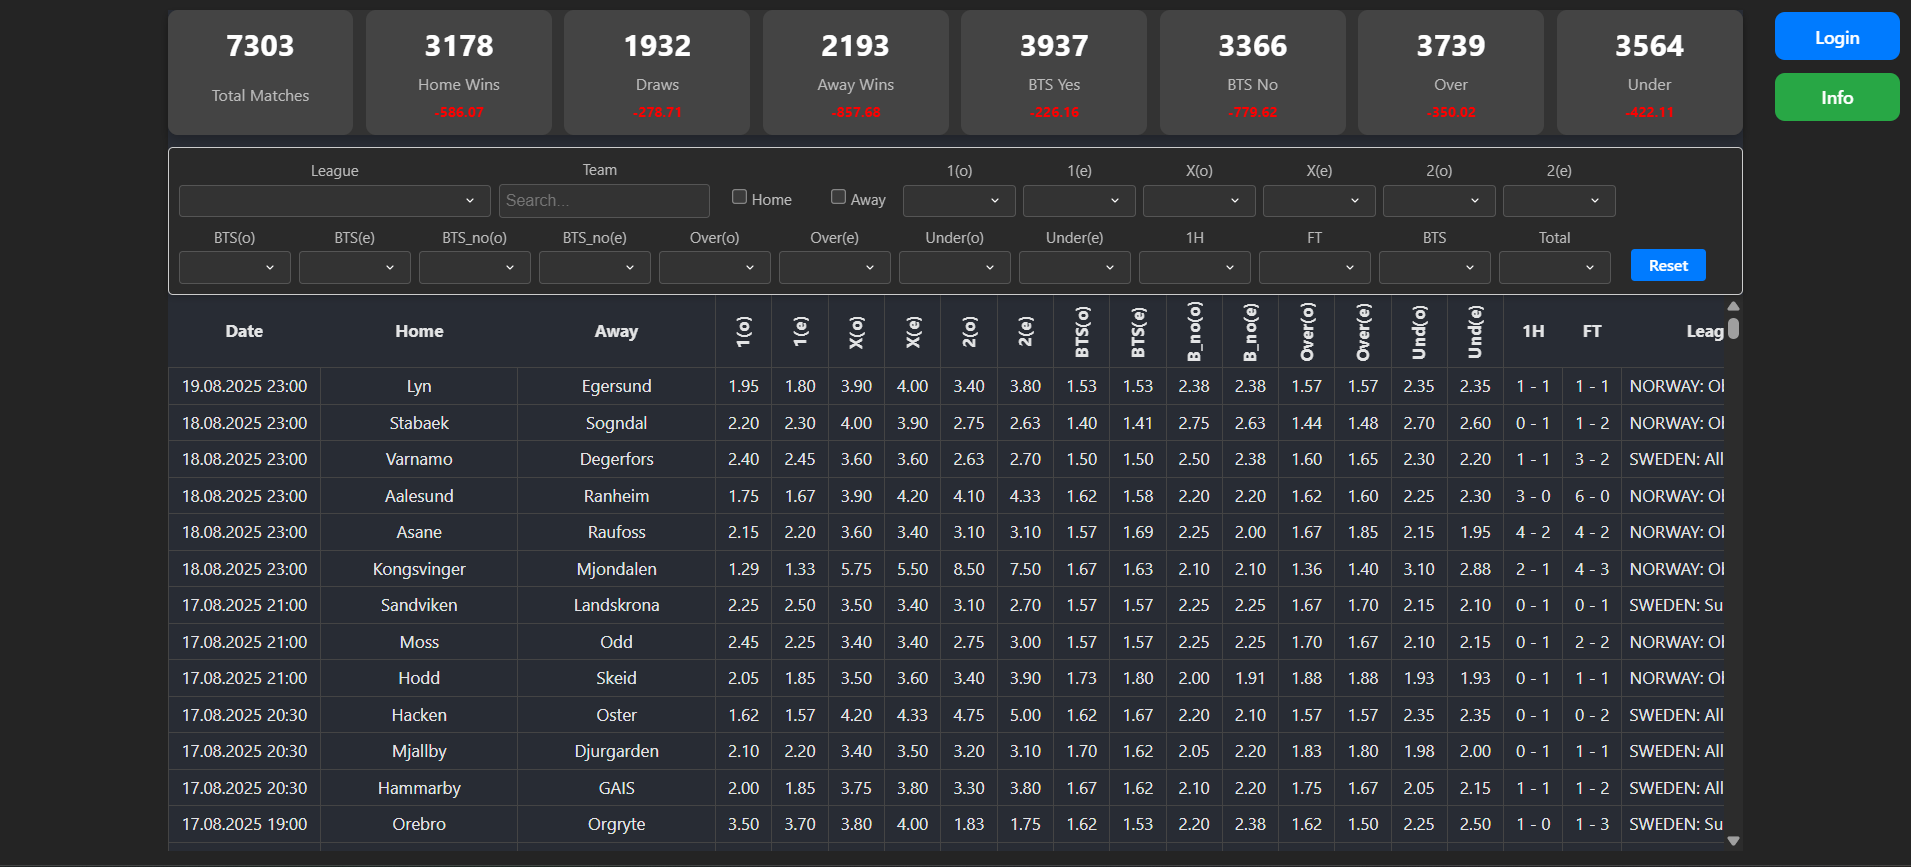 7303 3178 1932 2193 3937 3366 3739 3564 Login
Total Matches Home Wins Draws Away Wins BTS Yes BTS No Over Under Info
-586.07 -278.71 -857.68 -226.16 -779.62 -350.02 -422.11
League Team 1(o) 1(e) X(o) X(e) 2(o) 2(e)
Search... Home Away
BTS(o) BTS(e) BTS_no(o) BTS_no(e) Over(o) Over(e) Under(o) Under(e) 1H FT BTS Total
Reset
Date Home Away 1(o) 1(e) X(o) X(e) 2(o) 2(e) BTS(o) BTS(e) B_no(o) B_no(e) Over(o) Over(e) Und(o) Und(e) 1H FT Leag
19.08.2025 23:00 Lyn Egersund 1.95 1.80 3.90 4.00 3.40 3.80 1.53 1.53 2.38 2.38 1.57 1.57 2.35 2.35 1 - 1 1 - 1 NORWAY: Ob
18.08.2025 23:00 Stabaek Sogndal 2.20 2.30 4.00 3.90 2.75 2.63 1.40 1.41 2.75 2.63 1.44 1.48 2.70 2.60 0 - 1 1 - 2 NORWAY: Ob
18.08.2025 23:00 Varnamo Degerfors 2.40 2.45 3.60 3.60 2.63 2.70 1.50 1.50 2.50 2.38 1.60 1.65 2.30 2.20 1 - 1 3 - 2 SWEDEN: All
18.08.2025 23:00 Aalesund Ranheim 1.75 1.67 3.90 4.20 4.10 4.33 1.62 1.58 2.20 2.20 1.62 1.60 2.25 2.30 3 - 0 6 - 0 NORWAY: Ob
18.08.2025 23:00 Asane Raufoss 2.15 2.20 3.60 3.40 3.10 3.10 1.57 1.69 2.25 2.00 1.67 1.85 2.15 1.95 4 - 2 4 - 2 NORWAY: Ob
18.08.2025 23:00 Kongsvinger Mjondalen 1.29 1.33 5.75 5.50 8.50 7.50 1.67 1.63 2.10 2.10 1.36 1.40 3.10 2.88 2 - 1 4 - 3 NORWAY: Ob
17.08.2025 21:00 Sandviken Landskrona 2.25 2.50 3.50 3.40 3.10 2.70 1.57 1.57 2.25 2.25 1.67 1.70 2.15 2.10 0 - 1 0 - 1 SWEDEN: Su
17.08.2025 21:00 Moss Odd 2.45 2.25 3.40 3.40 2.75 3.00 1.57 1.57 2.25 2.25 1.70 1.67 2.10 2.15 0 - 1 2 - 2 NORWAY: Ob
17.08.2025 21:00 Hodd Skeid 2.05 1.85 3.50 3.60 3.40 3.90 1.73 1.80 2.00 1.91 1.88 1.88 1.93 1.93 0 - 1 1 - 1 NORWAY: Ob
17.08.2025 20:30 Hacken Oster 1.62 1.57 4.20 4.33 4.75 5.00 1.62 1.67 2.20 2.10 1.57 1.57 2.35 2.35 0 - 1 0 - 2 SWEDEN: All
17.08.2025 20:30 Mjallby Djurgarden 2.10 2.20 3.40 3.50 3.20 3.10 1.70 1.62 2.05 2.20 1.83 1.80 1.98 2.00 0 - 1 1 - 1 SWEDEN: All
17.08.2025 20:30 Hammarby GAIS 2.00 1.85 3.75 3.80 3.30 3.80 1.67 1.62 2.10 2.20 1.75 1.67 2.05 2.15 1 - 1 1 - 2 SWEDEN: All
17.08.2025 19:00 Orebro Orgryte 3.50 3.70 3.80 4.00 1.83 1.75 1.62 1.53 2.20 2.38 1.62 1.50 2.25 2.50 1 - 0 1 - 3 SWEDEN: Su